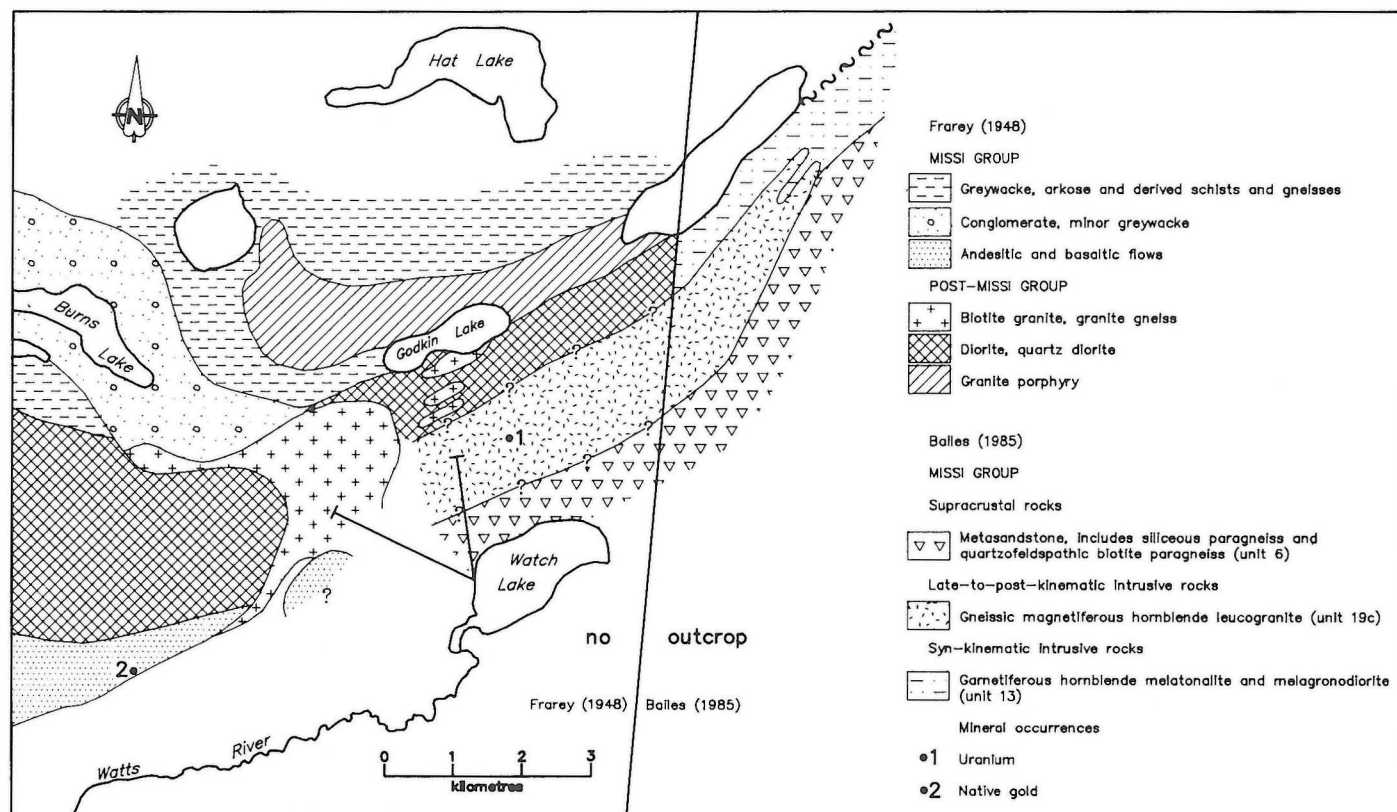 Hat Lake
N
Burns
Lake
Godkin Lake
?
?
?
?
1
?
?
?
?
Watch
Lake
?
2
no outcrop
Frarey (1948) Bailes (1985)
River
Watts
0 1 2 3
kilometres
Frarey (1948)
MISSI GROUP
Greywacke, arkose and derived schists and gneisses
Conglomerate, minor greywacke
Andesitic and basaltic flows
POST-MISSI GROUP
Biotite granite, granite gneiss
Diorite, quartz diorite
Granite porphyry
Bailes (1985)
MISSI GROUP
Supracrustal rocks
Metasandstone, includes siliceous paragneiss and
quartzofeldspathic biotite paragneiss (unit 6)
Late-to-post-kinematic intrusive rocks
Gneissic magnetiferous hornblende leucogranite (unit 19c)
Syn-kinematic intrusive rocks
Garnetiferous hornblende melatonalite and melagronodiorite
(unit 13)
Mineral occurrences
1 Uranium
2 Native gold